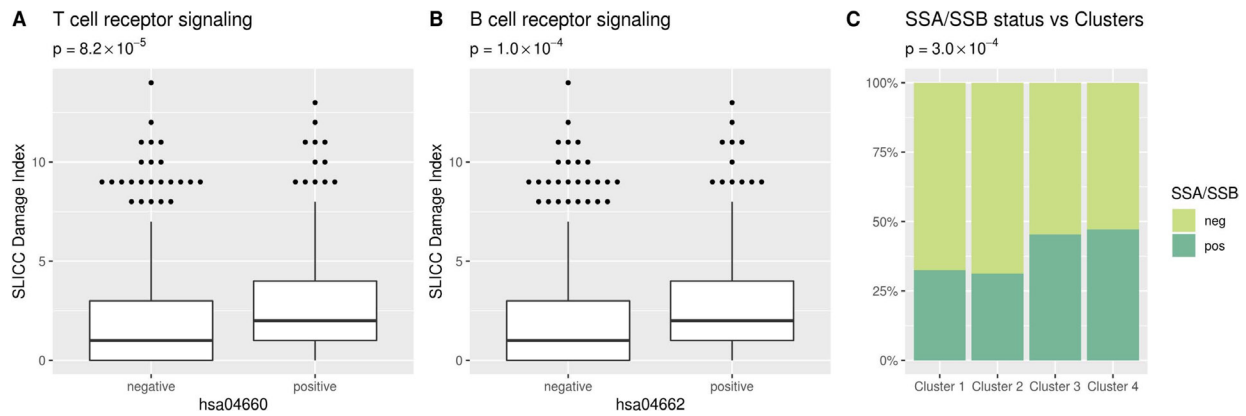 A T cell receptor signaling
p = 8.2×10⁻⁵
SLICC Damage Index
10
5
0
negative positive
hsa04660
B B cell receptor signaling
p = 1.0×10⁻⁴
SLICC Damage Index
10
5
0
negative positive
hsa04662
C SSA/SSB status vs Clusters
p = 3.0×10⁻⁴
100%
75%
50%
25%
0%
Cluster 1 Cluster 2 Cluster 3 Cluster 4
SSA/SSB
neg
pos